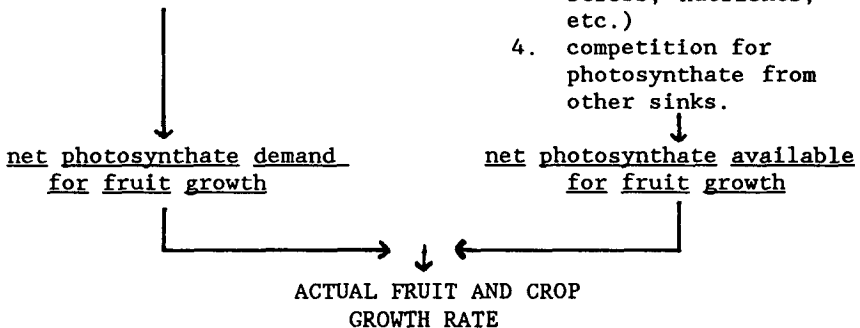 etc.)
4. competition for
photosynthate from
other sinks.
net photosynthate demand
for fruit growth
net photosynthate available
for fruit growth
ACTUAL FRUIT AND CROP
GROWTH RATE